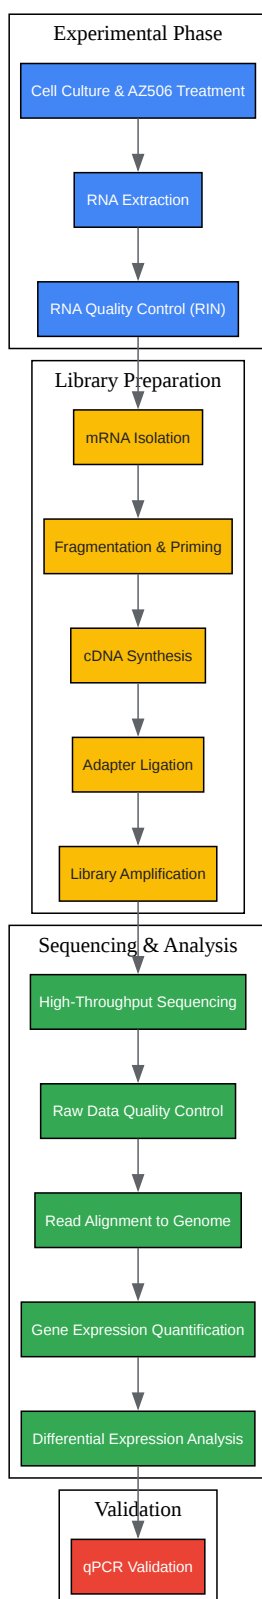 Experimental Phase
Cell Culture & AZ506 Treatment
RNA Extraction
RNA Quality Control (RIN)
Library Preparation
mRNA Isolation
Fragmentation & Priming
cDNA Synthesis
Adapter Ligation
Library Amplification
Sequencing & Analysis
High-Throughput Sequencing
Raw Data Quality Control
Read Alignment to Genome
Gene Expression Quantification
Differential Expression Analysis
Validation
qPCR Validation